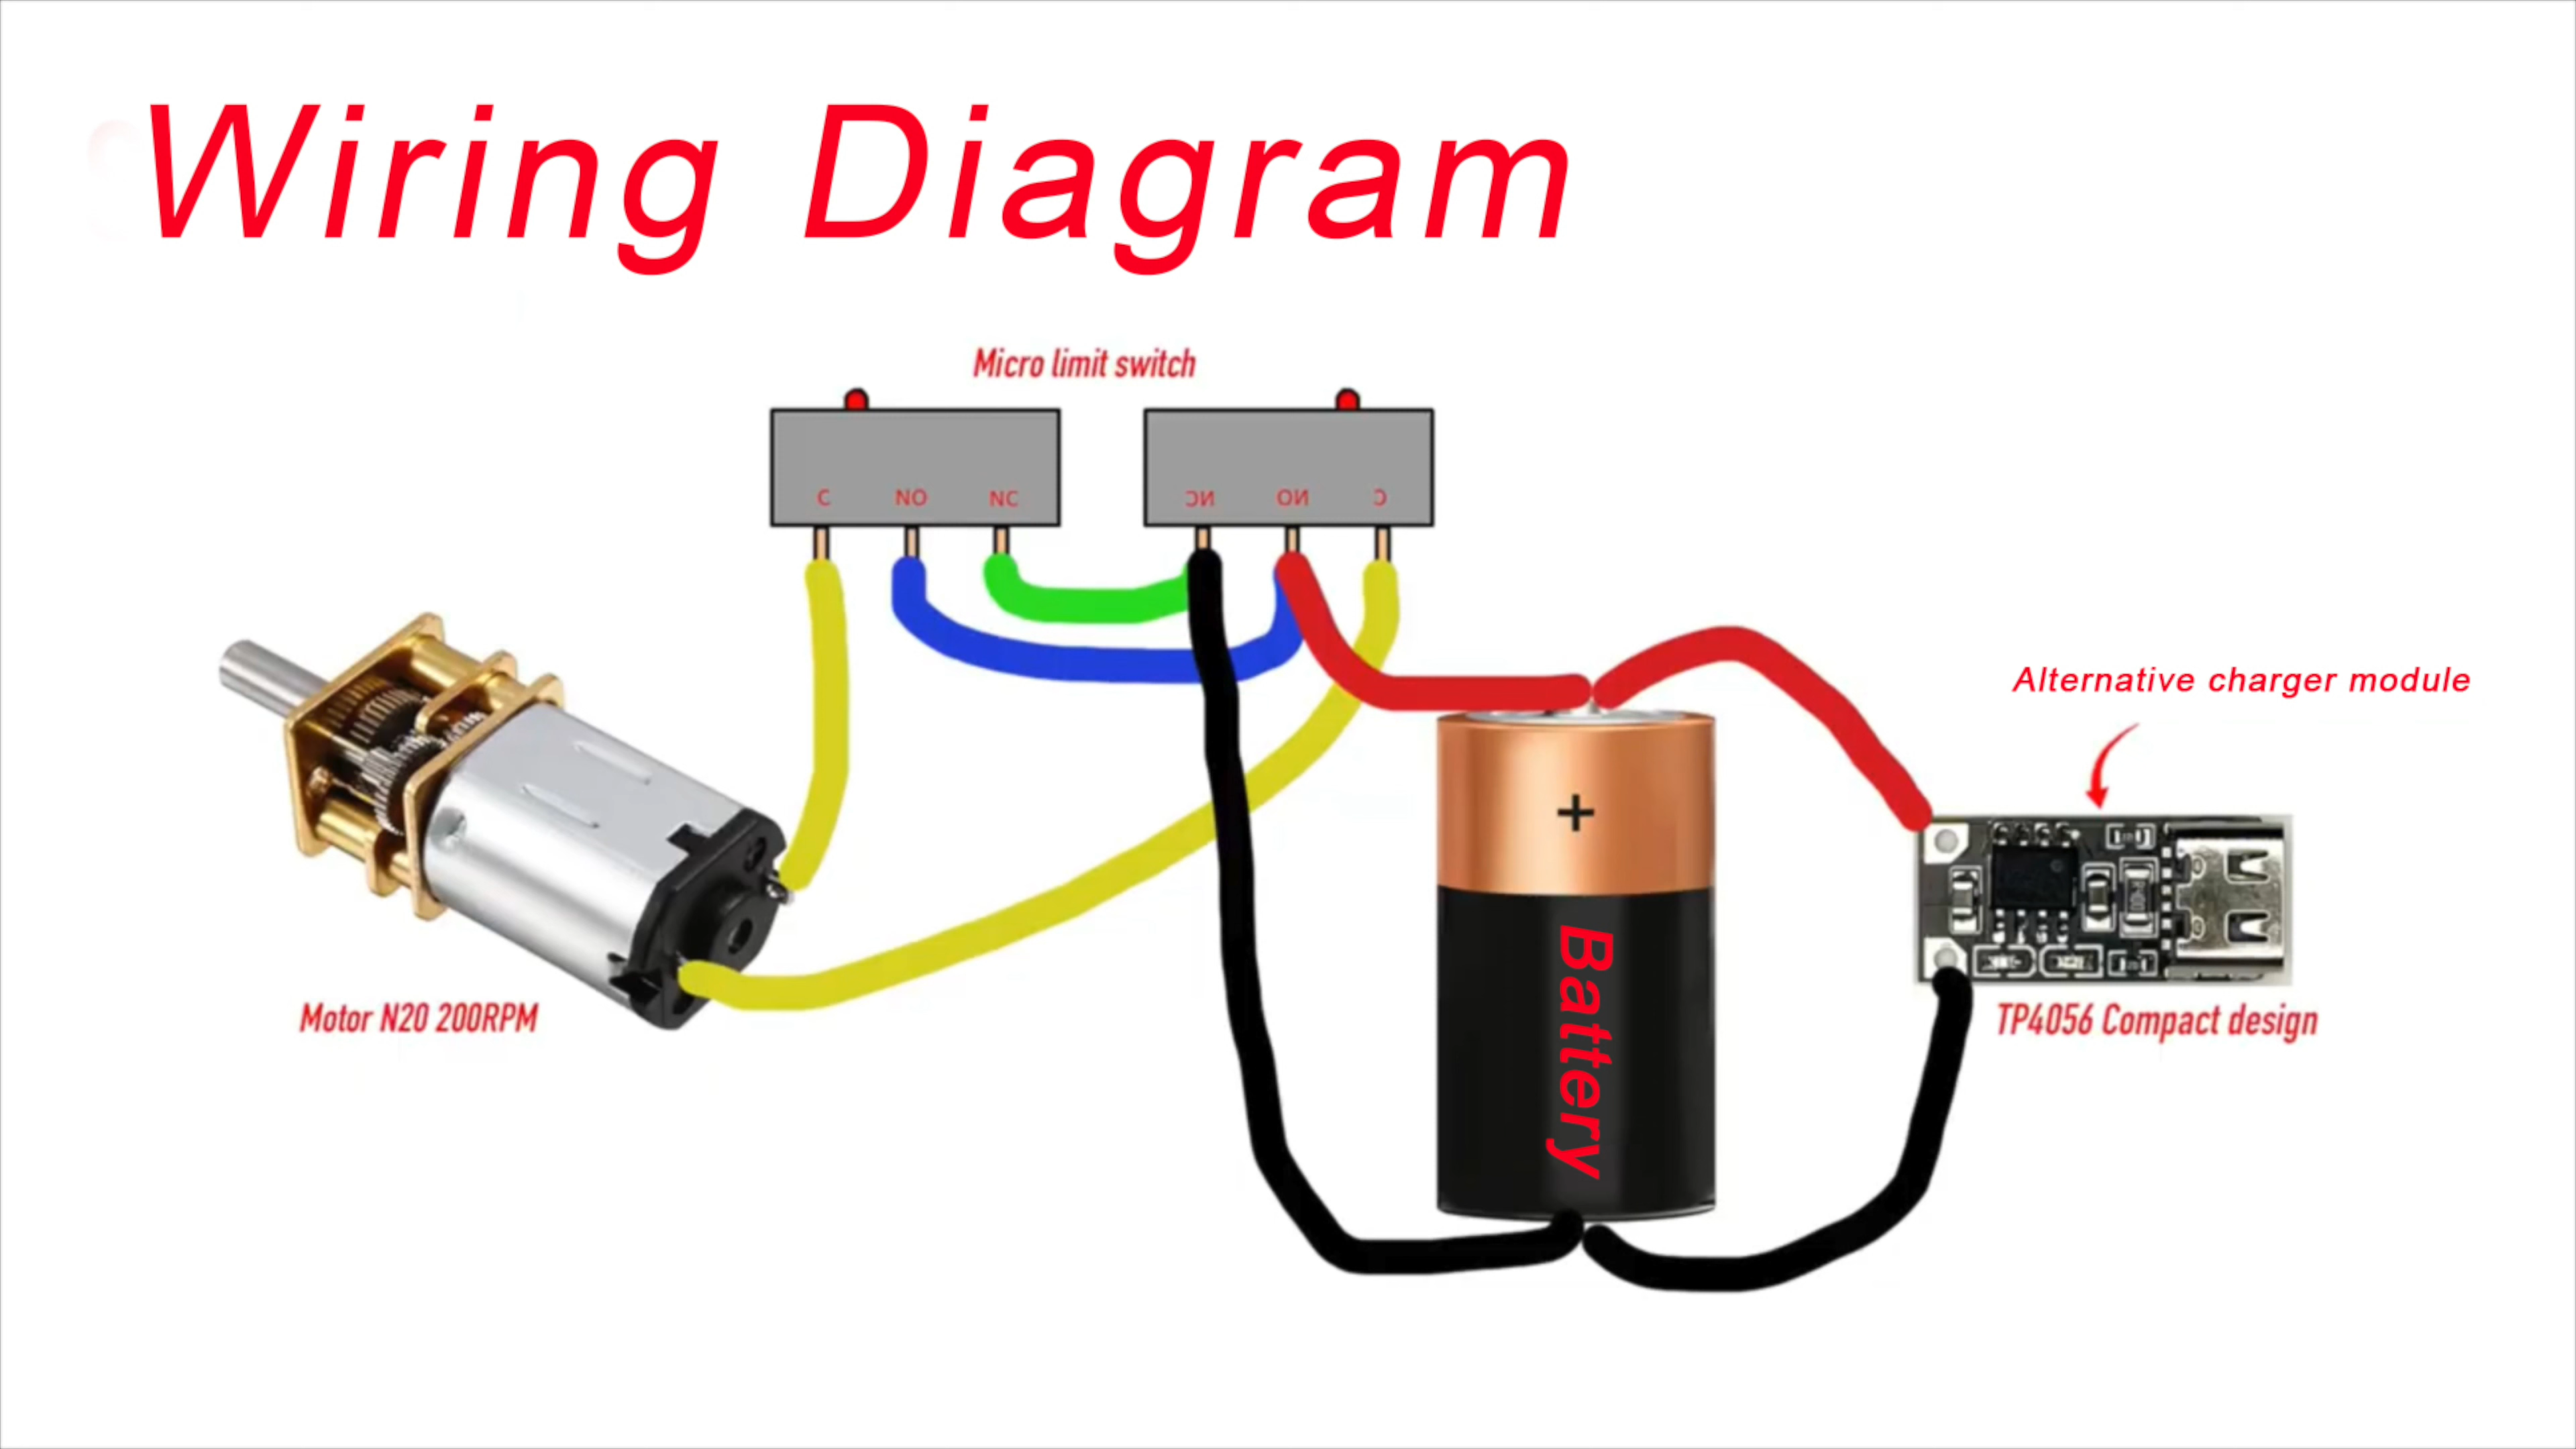 Wiring Diagram
Micro limit switch
C NO NC
NC NO C
Alternative charger module
+
Battery
Motor N20 200RPM
TP4056 Compact design